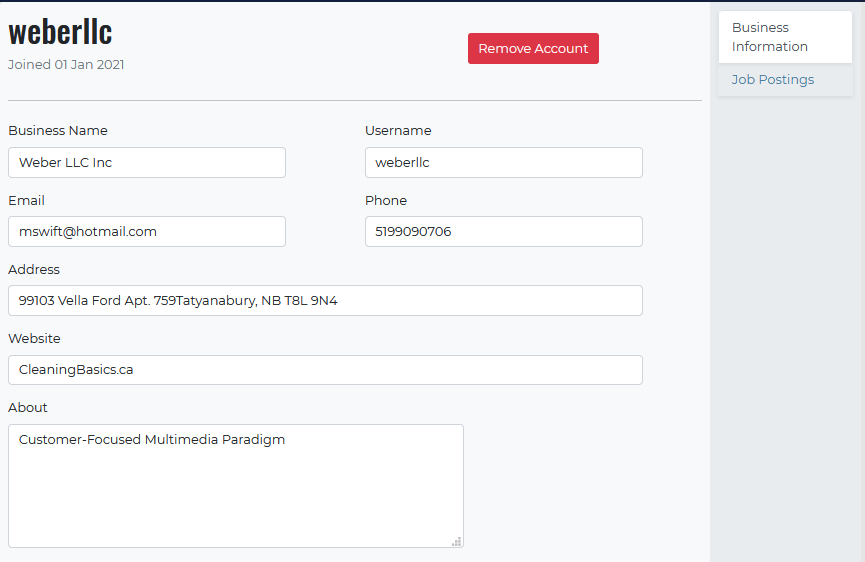 weberllc
Joined 01 Jan 2021
Remove Account
Business Information
Job Postings
Business Name
Weber LLC Inc
Username
weberllc
Email
mswift@hotmail.com
Phone
5199090706
Address
99103 Vella Ford Apt. 759Tatyanabury, NB T8L 9N4
Website
CleaningBasics.ca
About
Customer-Focused Multimedia Paradigm